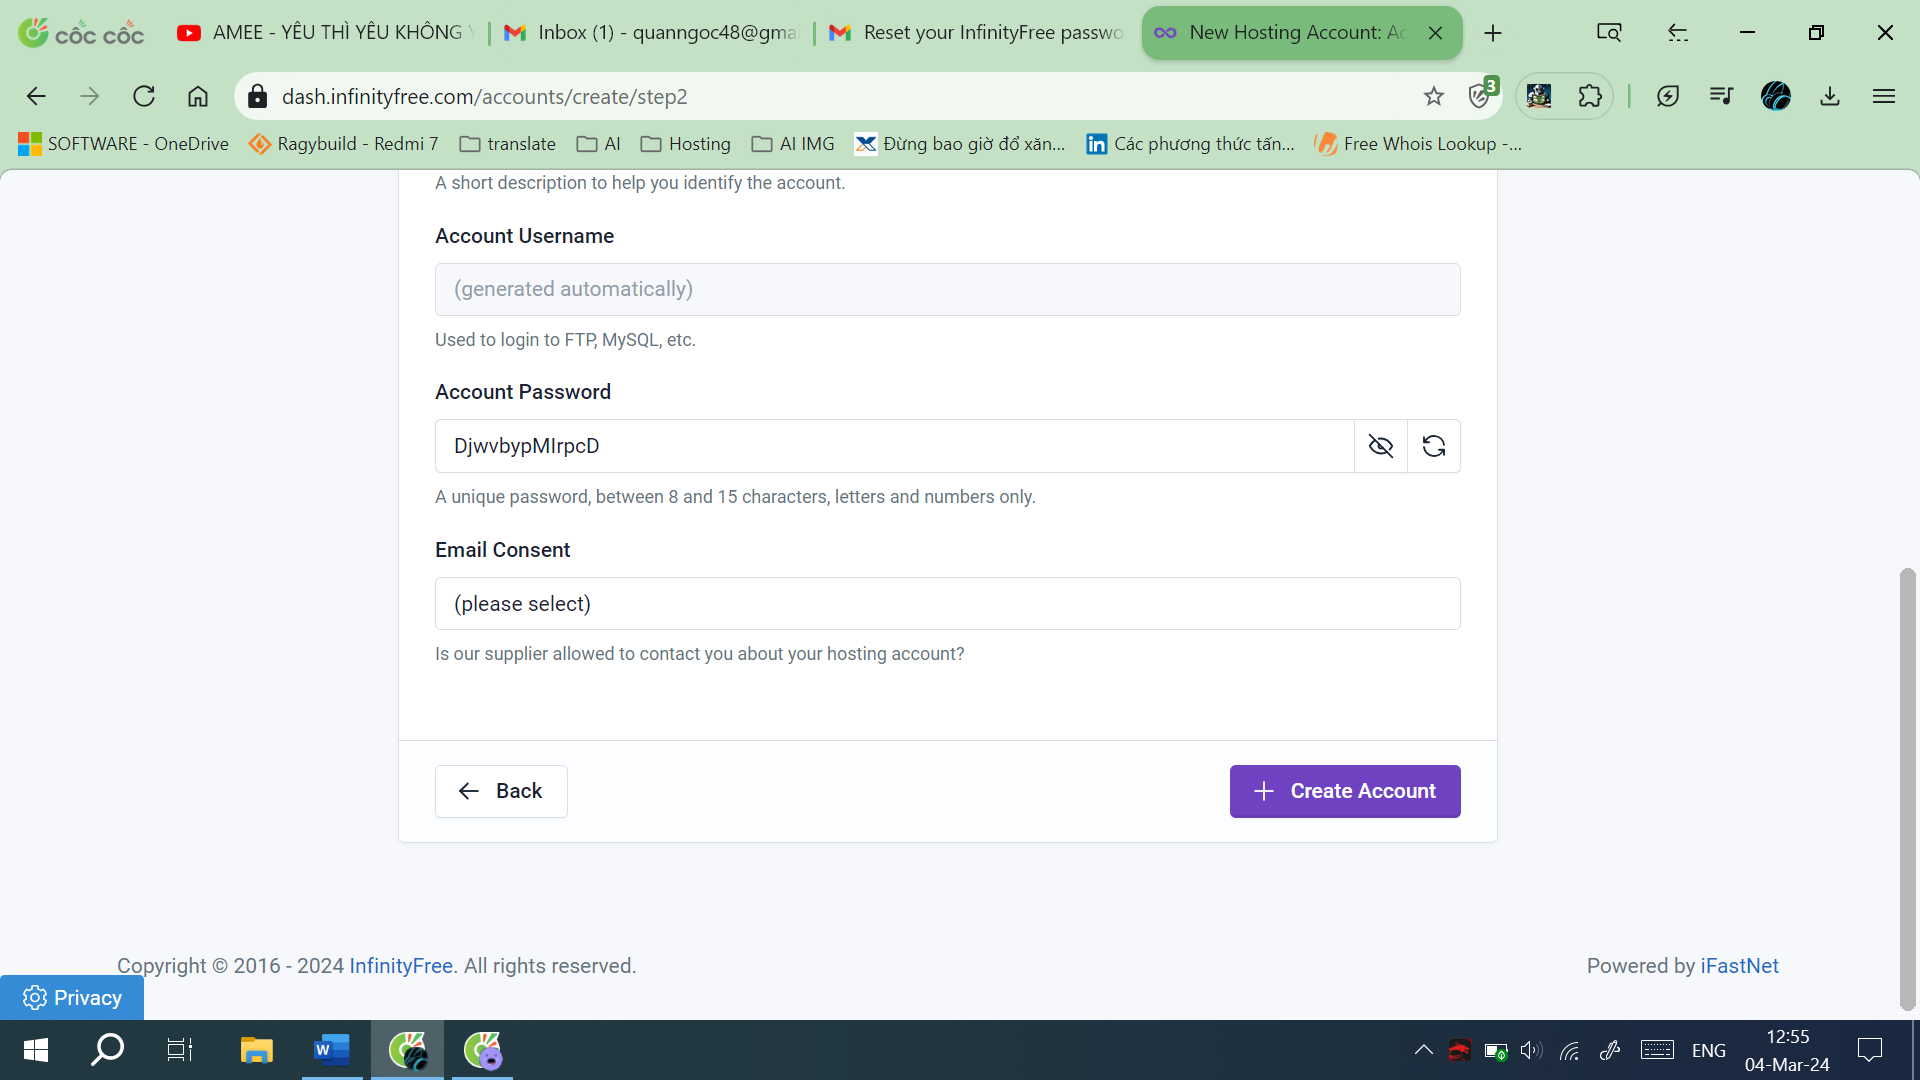 cốc cốc
AMEE - YÊU THÌ YÊU KHÔNG
Inbox (1) - quanngoc48@gma
Reset your InfinityFree passwo
New Hosting Account: Ac
dash.infinityfree.com/accounts/create/step2
3
SOFTWARE - OneDrive
Ragybuild - Redmi 7
translate
AI
Hosting
AI IMG
Đừng bao giờ đổ xăn...
Các phương thức tấn...
Free Whois Lookup -...
A short description to help you identify the account.
Account Username
(generated automatically)
Used to login to FTP, MySQL, etc.
Account Password
DjwvbypMIrpcD
A unique password, between 8 and 15 characters, letters and numbers only.
Email Consent
(please select)
Is our supplier allowed to contact you about your hosting account?
Back
Create Account
Copyright © 2016 - 2024 InfinityFree. All rights reserved.
Powered by iFastNet
Privacy
ENG
12:55
04-Mar-24